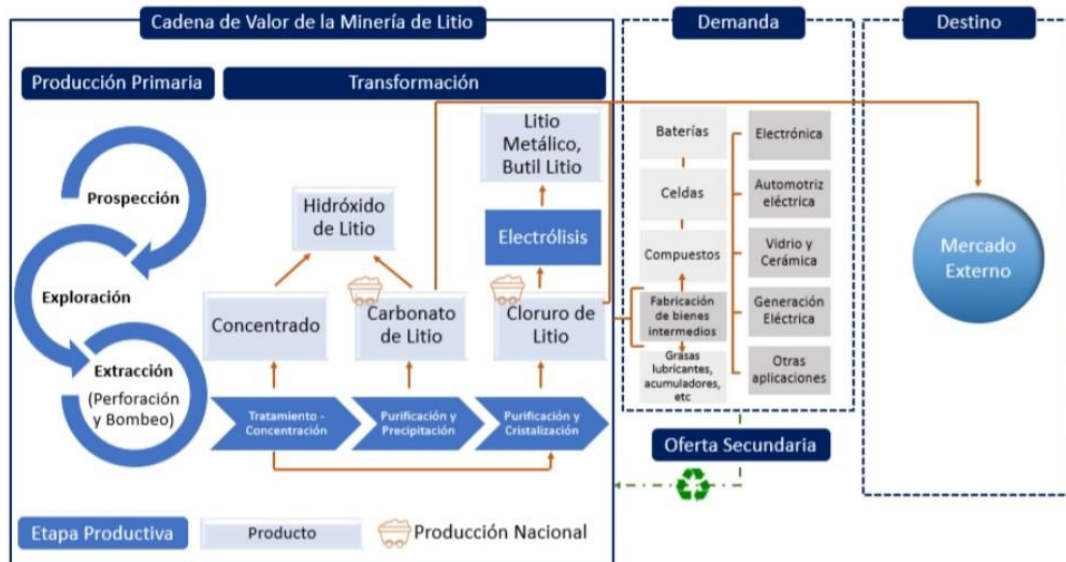 Cadena de Valor de la Minería de Litio
Demanda
Destino
Producción Primaria
Transformación
Prospección
Exploración
Extracción
(Perforación
y Bombeo)
Litio
Metálico,
Butil Litio
Hidróxido
de Litio
Electrólisis
Concentrado
Carbonato
de Litio
Cloruro de
Litio
Tratamiento -
Concentración
Purificación y
Precipitación
Purificación y
Cristalización
Baterías
Celdas
Compuestos
Fabricación
de bienes
intermedios
Grasas
lubricantes,
acumuladores,
etc
Electrónica
Automotriz
eléctrica
Vidrio y
Cerámica
Generación
Eléctrica
Otras
aplicaciones
Mercado
Externo
Oferta Secundaria
Etapa Productiva
Producto
Producción Nacional